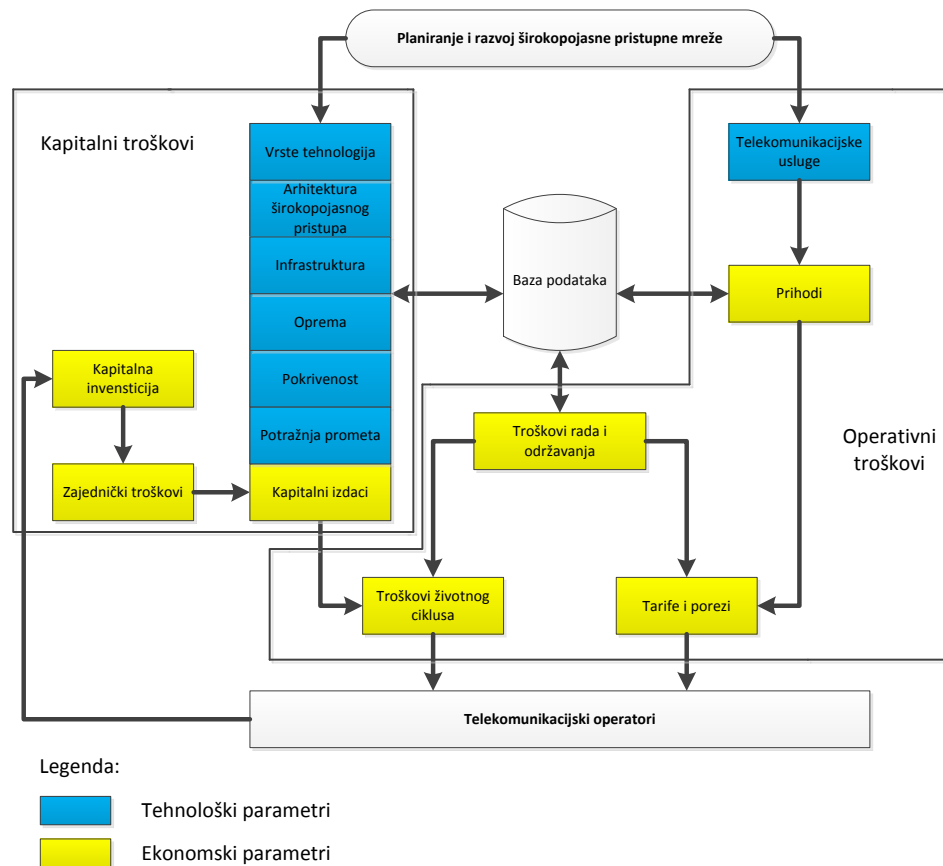 Planiranje i razvoj širokopojasne pristupne mreže
Kapitalni troškovi
Vrste tehnologija
Arhitektura
širokopojasnog
pristupa
Infrastruktura
Oprema
Pokrivenost
Potražnja prometa
Kapitalni izdaci
Kapitalna
invensticija
Zajednički troškovi
Baza podataka
Telekomunikacijske
usluge
Prihodi
Troškovi rada i
održavanja
Operativni
troškovi
Troškovi životnog
ciklusa
Tarife i porezi
Telekomunikacijski operatori
Legenda:
Tehnološki parametri
Ekonomski parametri